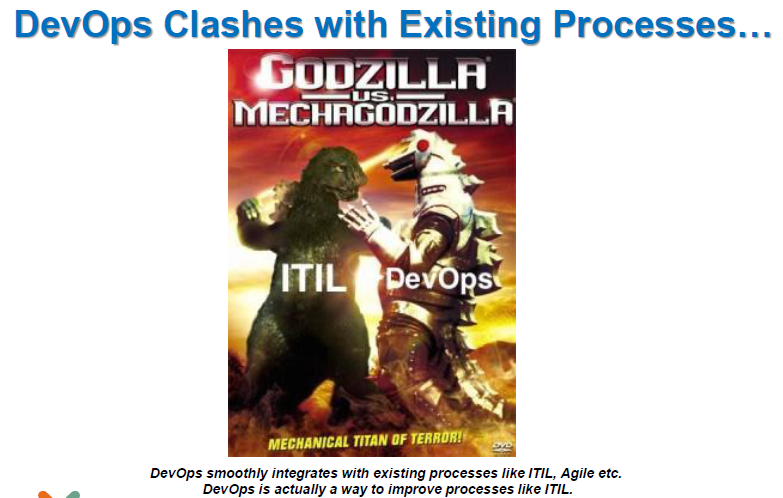 DevOps Clashes with Existing Processes…
GODZILLA
VS.
MECHAGODZILLA
ITIL DevOps
MECHANICAL TITAN OF TERROR!
DVD
DevOps smoothly integrates with existing processes like ITIL, Agile etc.
DevOps is actually a way to improve processes like ITIL.